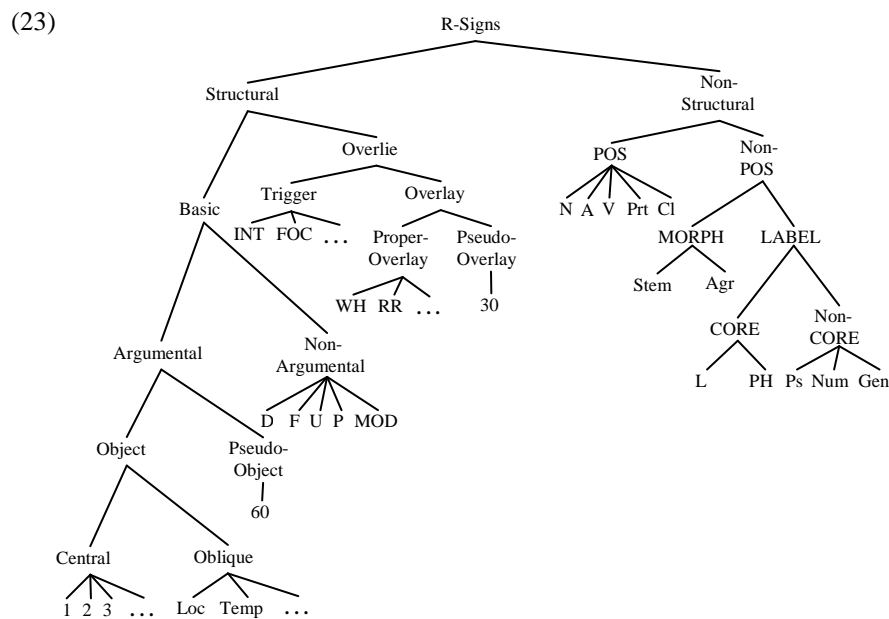 (23)
R-Signs
Structural
Non-
Structural
Overlie
POS
Non-
POS
Basic
Trigger
Overlay
N A V Prt Cl
INT FOC ...
Proper-
Overlay
Pseudo-
Overlay
MORPH
LABEL
Stem
Agr
WH RR ...
30
Argumental
Non-
Argumental
CORE
Non-
CORE
L PH
Ps Num Gen
D F U P MOD
Object
Pseudo-
Object
60
Central
Oblique
1 2 3 ...
Loc Temp ...